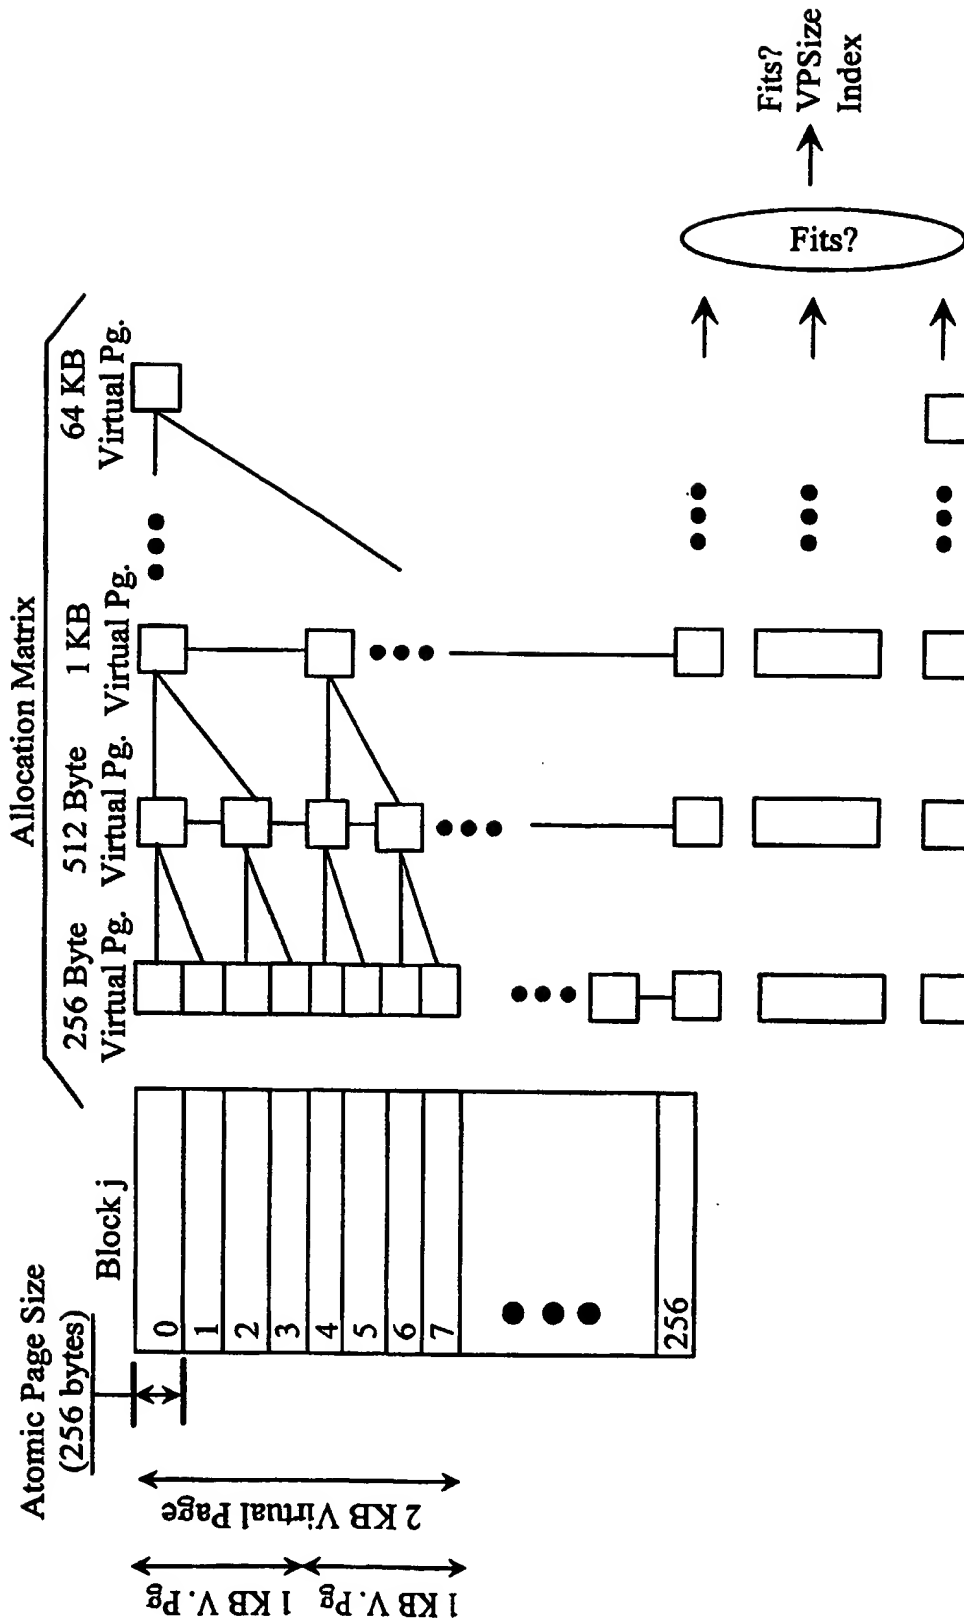 Allocation Matrix
Atomic Page Size
(256 bytes)
Block j
256 Byte
Virtual Pg.
512 Byte
Virtual Pg.
1 KB
Virtual Pg.
64 KB
Virtual Pg.
0
1
2
3
4
5
6
7
256
2 KB Virtual Page
1 KB V. Pg
1 KB V. Pg
Fits?
Fits?
VPSize
Index